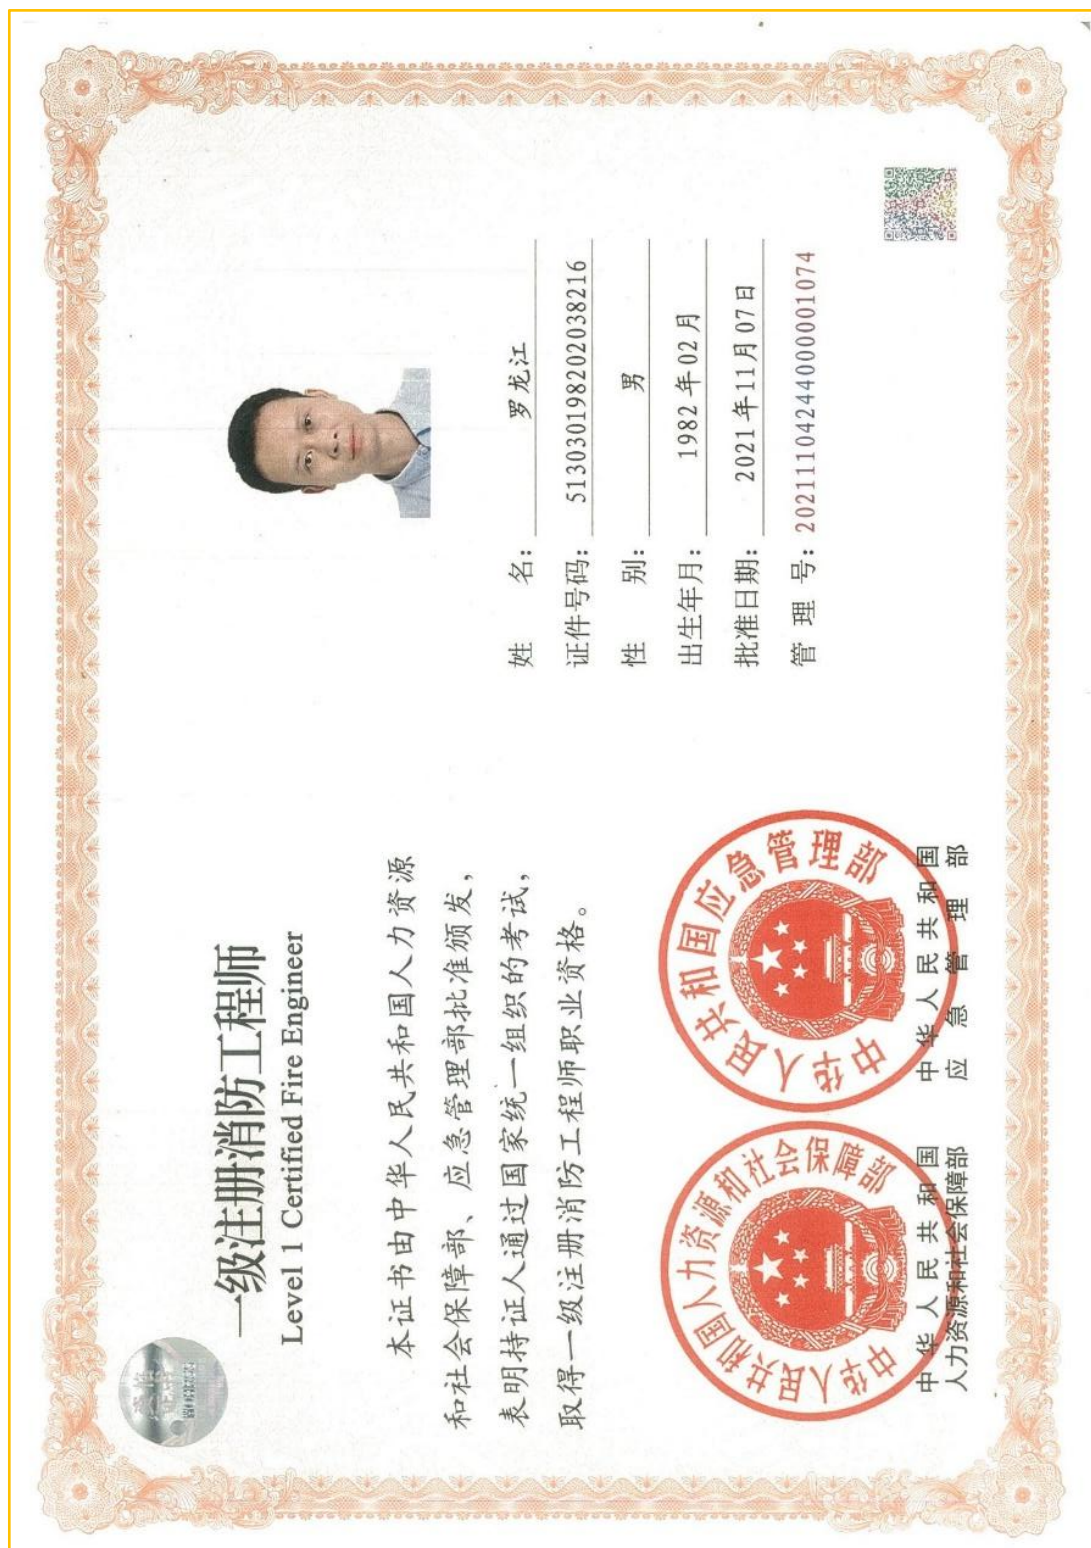 一级注册消防工程师
Level 1 Certified Fire Engineer
本证书由中华人民共和国人力资源
和社会保障部、应急管理部批准颁发，
表明持证人通过国家统一组织的考试，
取得一级注册消防工程师职业资格。
中华人民共和国人力资源和社会保障部
中华人民共和国应急管理部
中华人民共和国
人力资源和社会保障部
中华人民共和国
应急管理部
姓 名： 罗龙江
证件号码： 513030198202038216
性 别： 男
出生年月： 1982年02月
批准日期： 2021年11月07日
管 理 号： 20211104244000001074